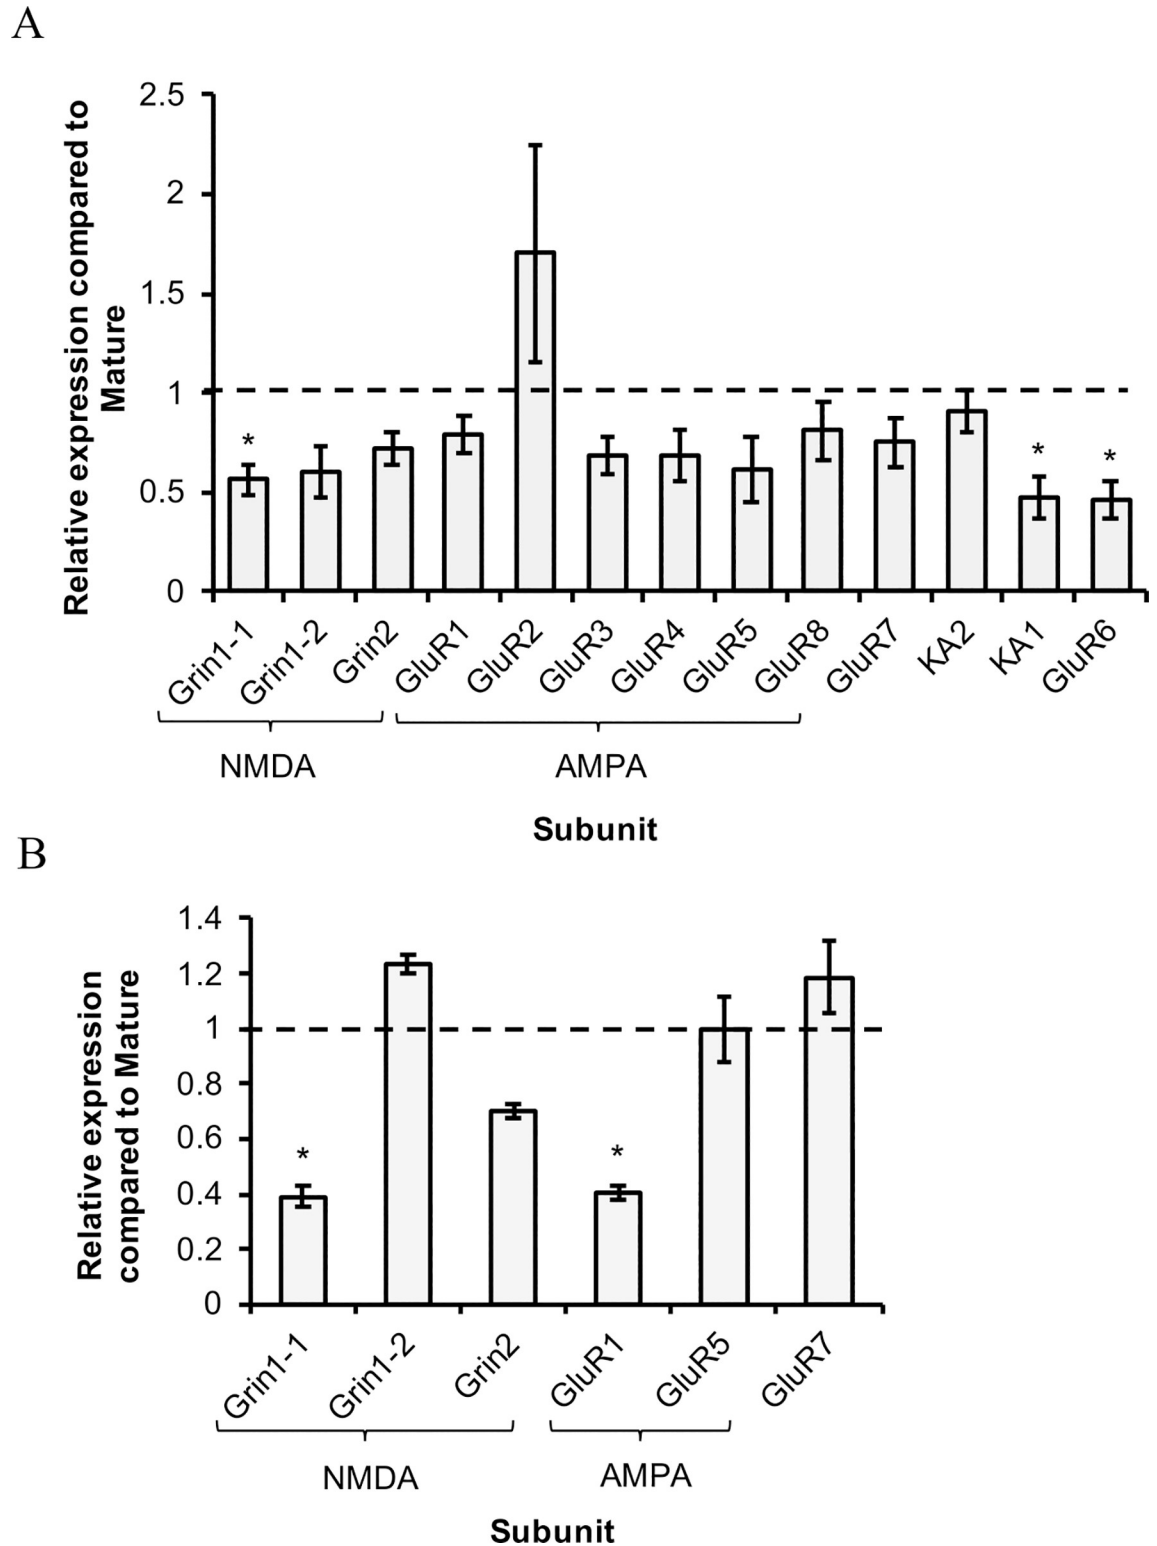 A
Relative expression compared to
Mature
2.5
2
1.5
1
0.5
0
*
*
*
Grin1-1
Grin1-2
Grin2
GluR1
GluR2
GluR3
GluR4
GluR5
GluR8
GluR7
KA2
KA1
GluR6
NMDA
AMPA
Subunit
B
Relative expression
compared to Mature
1.4
1.2
1
0.8
0.6
0.4
0.2
0
*
*
Grin1-1
Grin1-2
Grin2
GluR1
GluR5
GluR7
NMDA
AMPA
Subunit